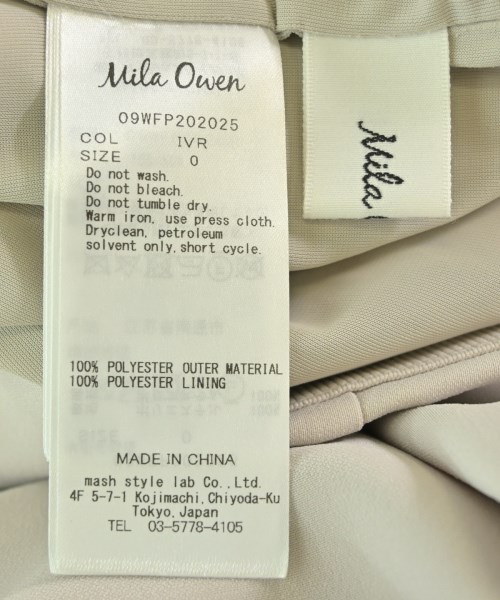 Mila Owen
09WFP202025
COL IVR
SIZE 0
Do not wash.
Do not bleach.
Do not tumble dry.
Warm iron, use press cloth.
Dryclean, petroleum
solvent only, short cycle.
100% POLYESTER OUTER MATERIAL
100% POLYESTER LINING
MADE IN CHINA
mash style lab Co., Ltd.
4F 5-7-1 Kojimachi, Chiyoda-Ku
Tokyo, Japan
TEL 03-5778-4105
Mila